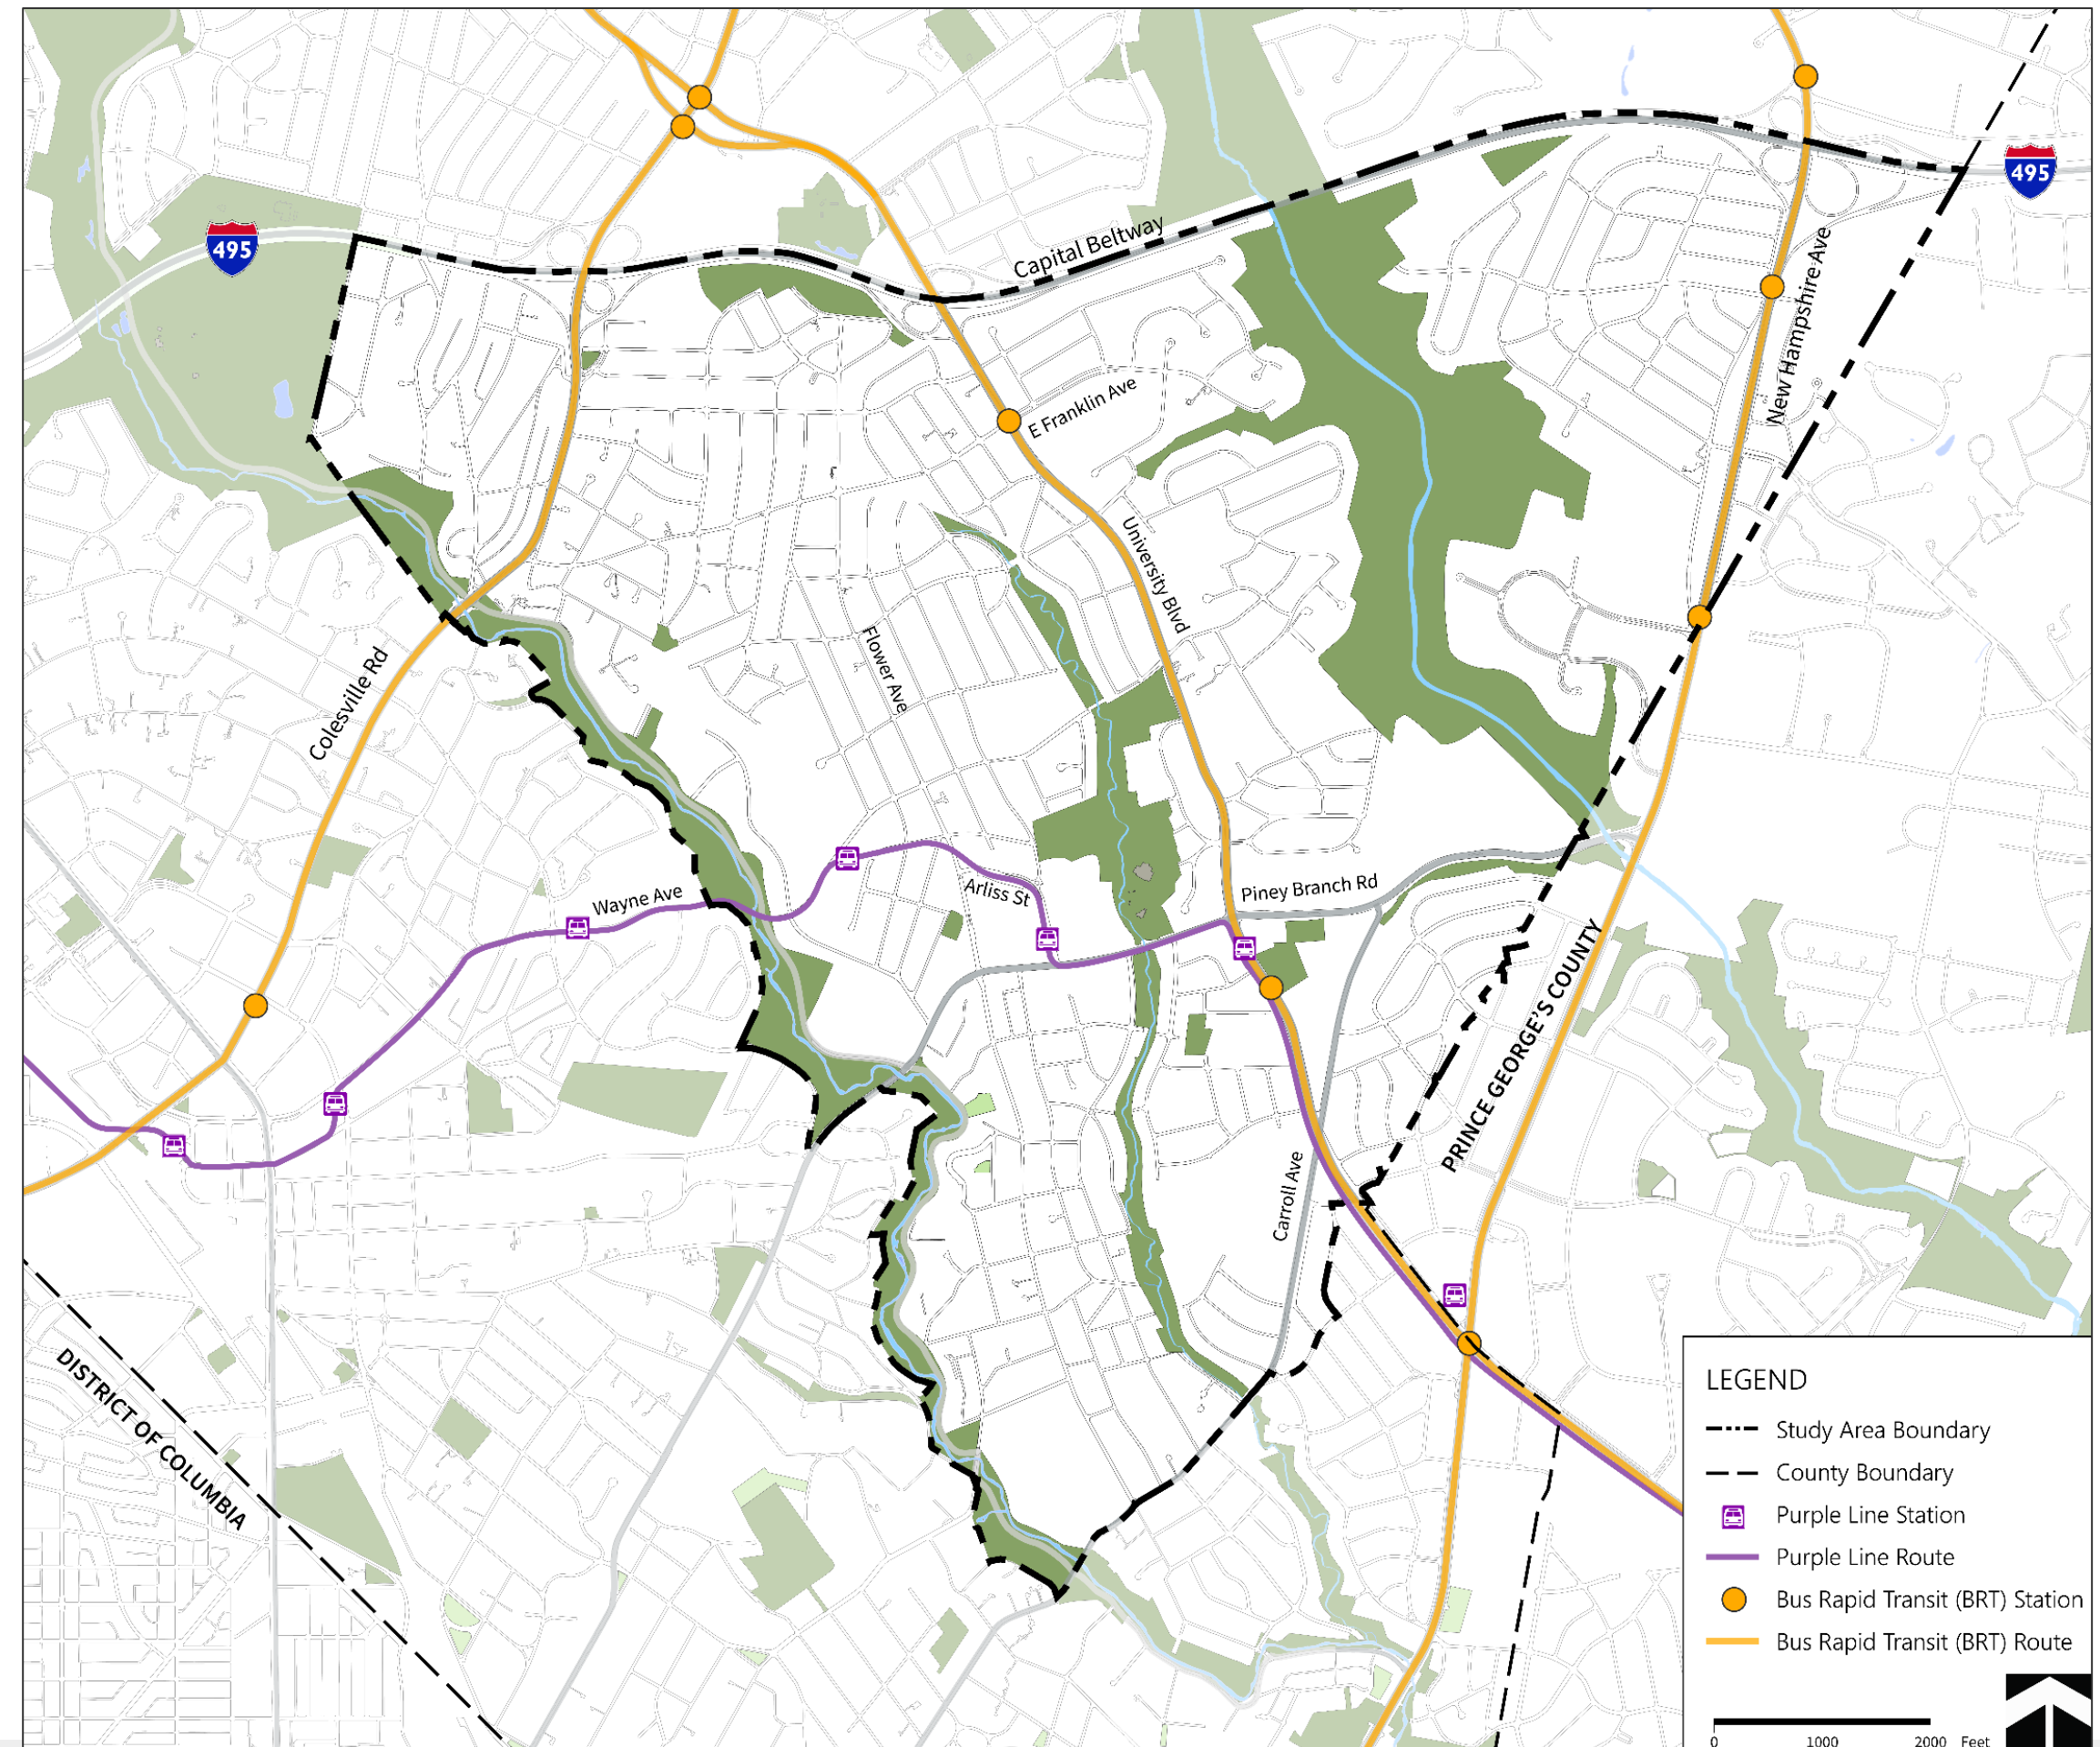 495
495
Capital Beltway
New Hampshire Ave
E Franklin Ave
University Blvd
Flower Ave
Colesville Rd
Wayne Ave
Arliss St
Piney Branch Rd
PRINCE GEORGE'S COUNTY
Carroll Ave
DISTRICT OF COLUMBIA
LEGEND
Study Area Boundary
County Boundary
Purple Line Station
Purple Line Route
Bus Rapid Transit (BRT) Station
Bus Rapid Transit (BRT) Route
0 1000 2000 Feet